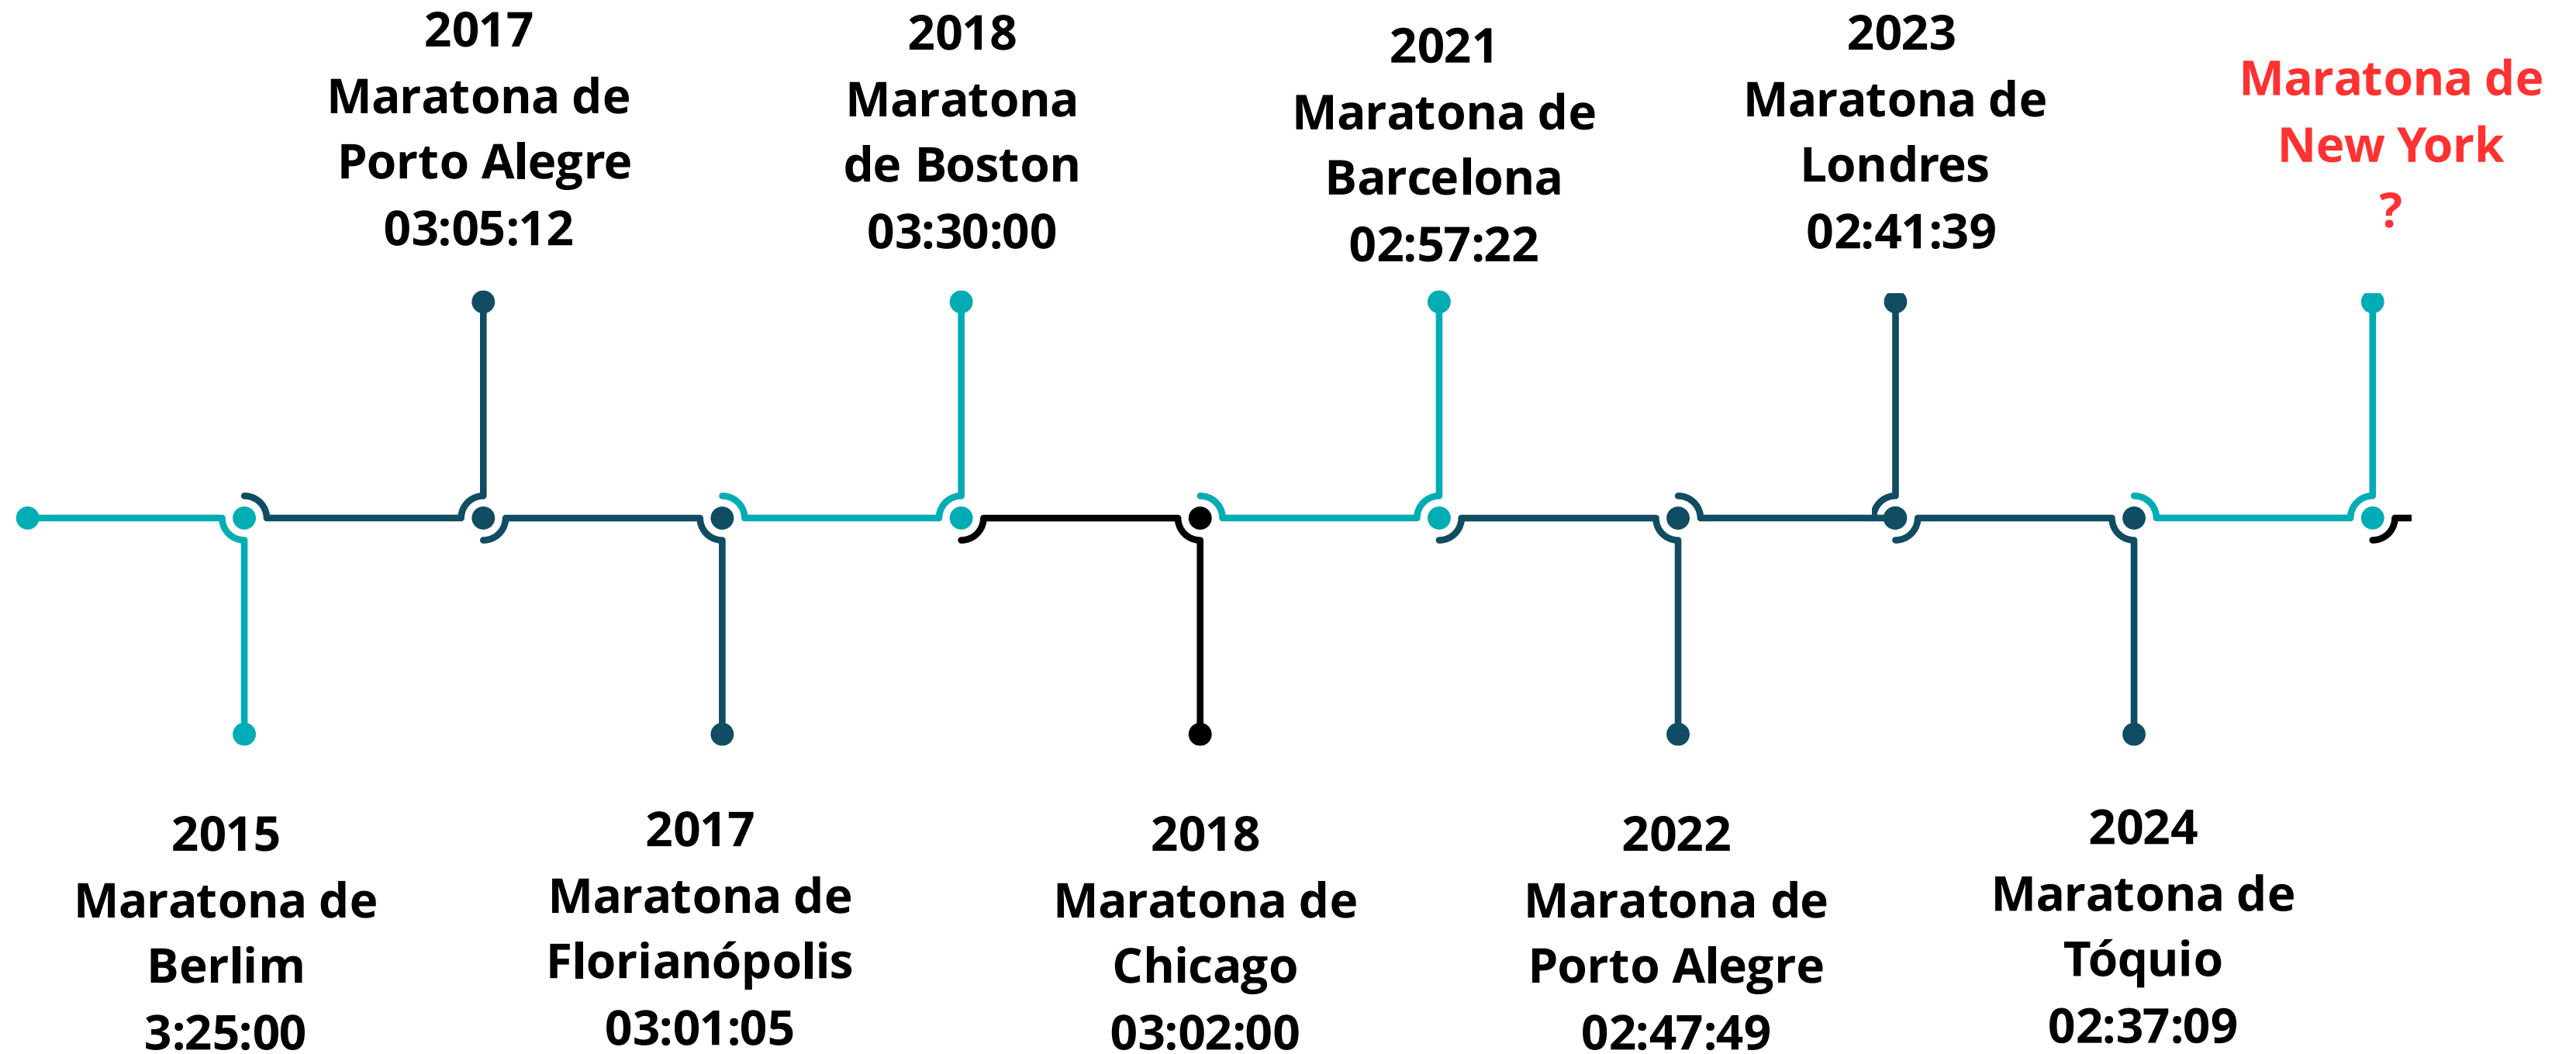 2017
Maratona de
Porto Alegre
03:05:12
2018
Maratona
de Boston
03:30:00
2021
Maratona de
Barcelona
02:57:22
2023
Maratona de
Londres
02:41:39
Maratona de
New York
?
2015
Maratona de
Berlim
3:25:00
2017
Maratona de
Florianópolis
03:01:05
2018
Maratona de
Chicago
03:02:00
2022
Maratona de
Porto Alegre
02:47:49
2024
Maratona de
Tóquio
02:37:09